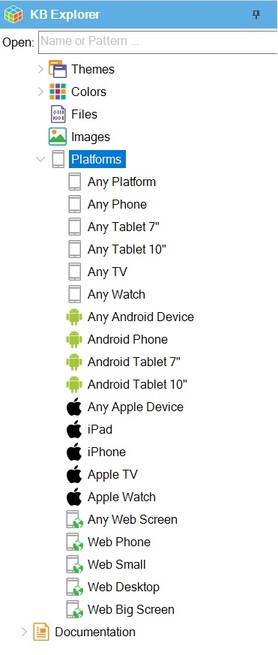 KB Explorer
Open: Name or Pattern ...
Themes
Colors
Files
Images
Platforms
Any Platform
Any Phone
Any Tablet 7"
Any Tablet 10"
Any TV
Any Watch
Any Android Device
Android Phone
Android Tablet 7"
Android Tablet 10"
Any Apple Device
iPad
iPhone
Apple TV
Apple Watch
Any Web Screen
Web Phone
Web Small
Web Desktop
Web Big Screen
Documentation